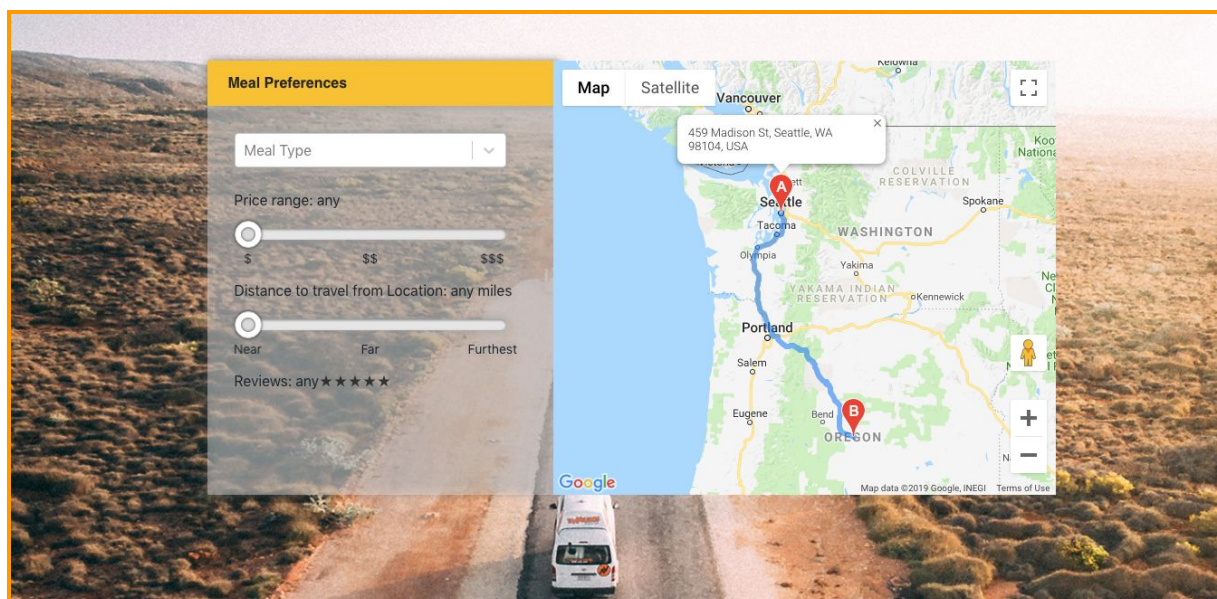 Meal Preferences
Meal Type
Price range: any
$ $$ $$$
Distance to travel from Location: any miles
Near Far Furthest
Reviews: any★★★★★
Map Satellite
Kelowna
Vancouver
459 Madison St, Seattle, WA
98104, USA
A
COLVILLE
RESERVATION
Seattle
Spokane
Tacoma
WASHINGTON
Olympia
Yakima
YAKAMA INDIAN
RESERVATION
Kennewick
Portland
Salem
Eugene
Bend
B
OREGON
Google
Map data ©2019 Google, INEGI Terms of Use